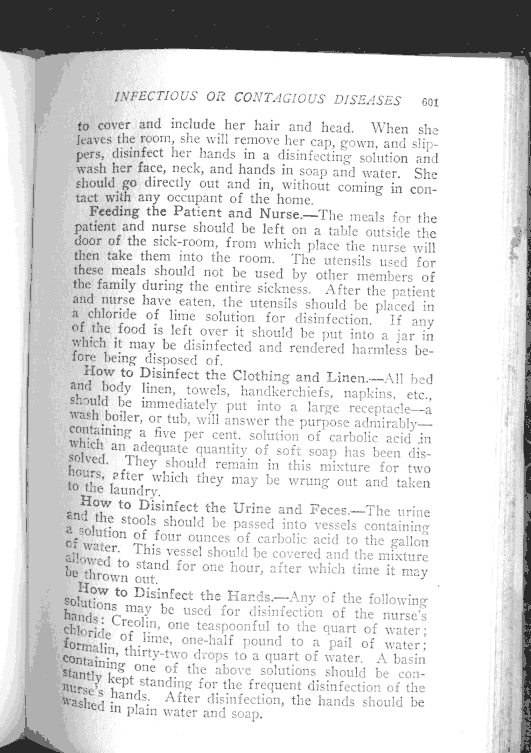 INFECTIOUS OR CONTAGIOUS DISEASES 601
to cover and include her hair and head. When she
leaves the room, she will remove her cap, gown, and slip-
pers, disinfect her hands in a disinfecting solution and
wash her face, neck, and hands in soap and water. She
should go directly out and in, without coming in con-
tact with any occupant of the home.
Feeding the Patient and Nurse.—The meals for the
patient and nurse should be left on a table outside the
door of the sick-room, from which place the nurse will
then take them into the room. The utensils used for
these meals should not be used by other members of
the family during the entire sickness. After the patient
and nurse have eaten, the utensils should be placed in
a chloride of lime solution for disinfection. If any
of the food is left over it should be put into a jar in
which it may be disinfected and rendered harmless be-
fore being disposed of.
How to Disinfect the Clothing and Linen.—All bed
and body linen, towels, handkerchiefs, napkins, etc.,
should be immediately put into a large receptacle—a
wash boiler, or tub, will answer the purpose admirably—
containing a five per cent. solution of carbolic acid in
which an adequate quantity of soft soap has been dis-
solved. They should remain in this mixture for two
hours, after which they may be wrung out and taken
to the laundry.
How to Disinfect the Urine and Feces.—The urine
and the stools should be passed into vessels containing
a solution of four ounces of carbolic acid to the gallon
of water. This vessel should be covered and the mixture
allowed to stand for one hour, after which time it may
be thrown out.
How to Disinfect the Hands.—Any of the following
solutions may be used for disinfection of the nurse's
hands: Creolin, one teaspoonful to the quart of water;
chloride of lime, one-half pound to a pail of water;
formalin, thirty-two drops to a quart of water. A basin
containing one of the above solutions should be con-
stantly kept standing for the frequent disinfection of the
nurse's hands. After disinfection, the hands should be
washed in plain water and soap.